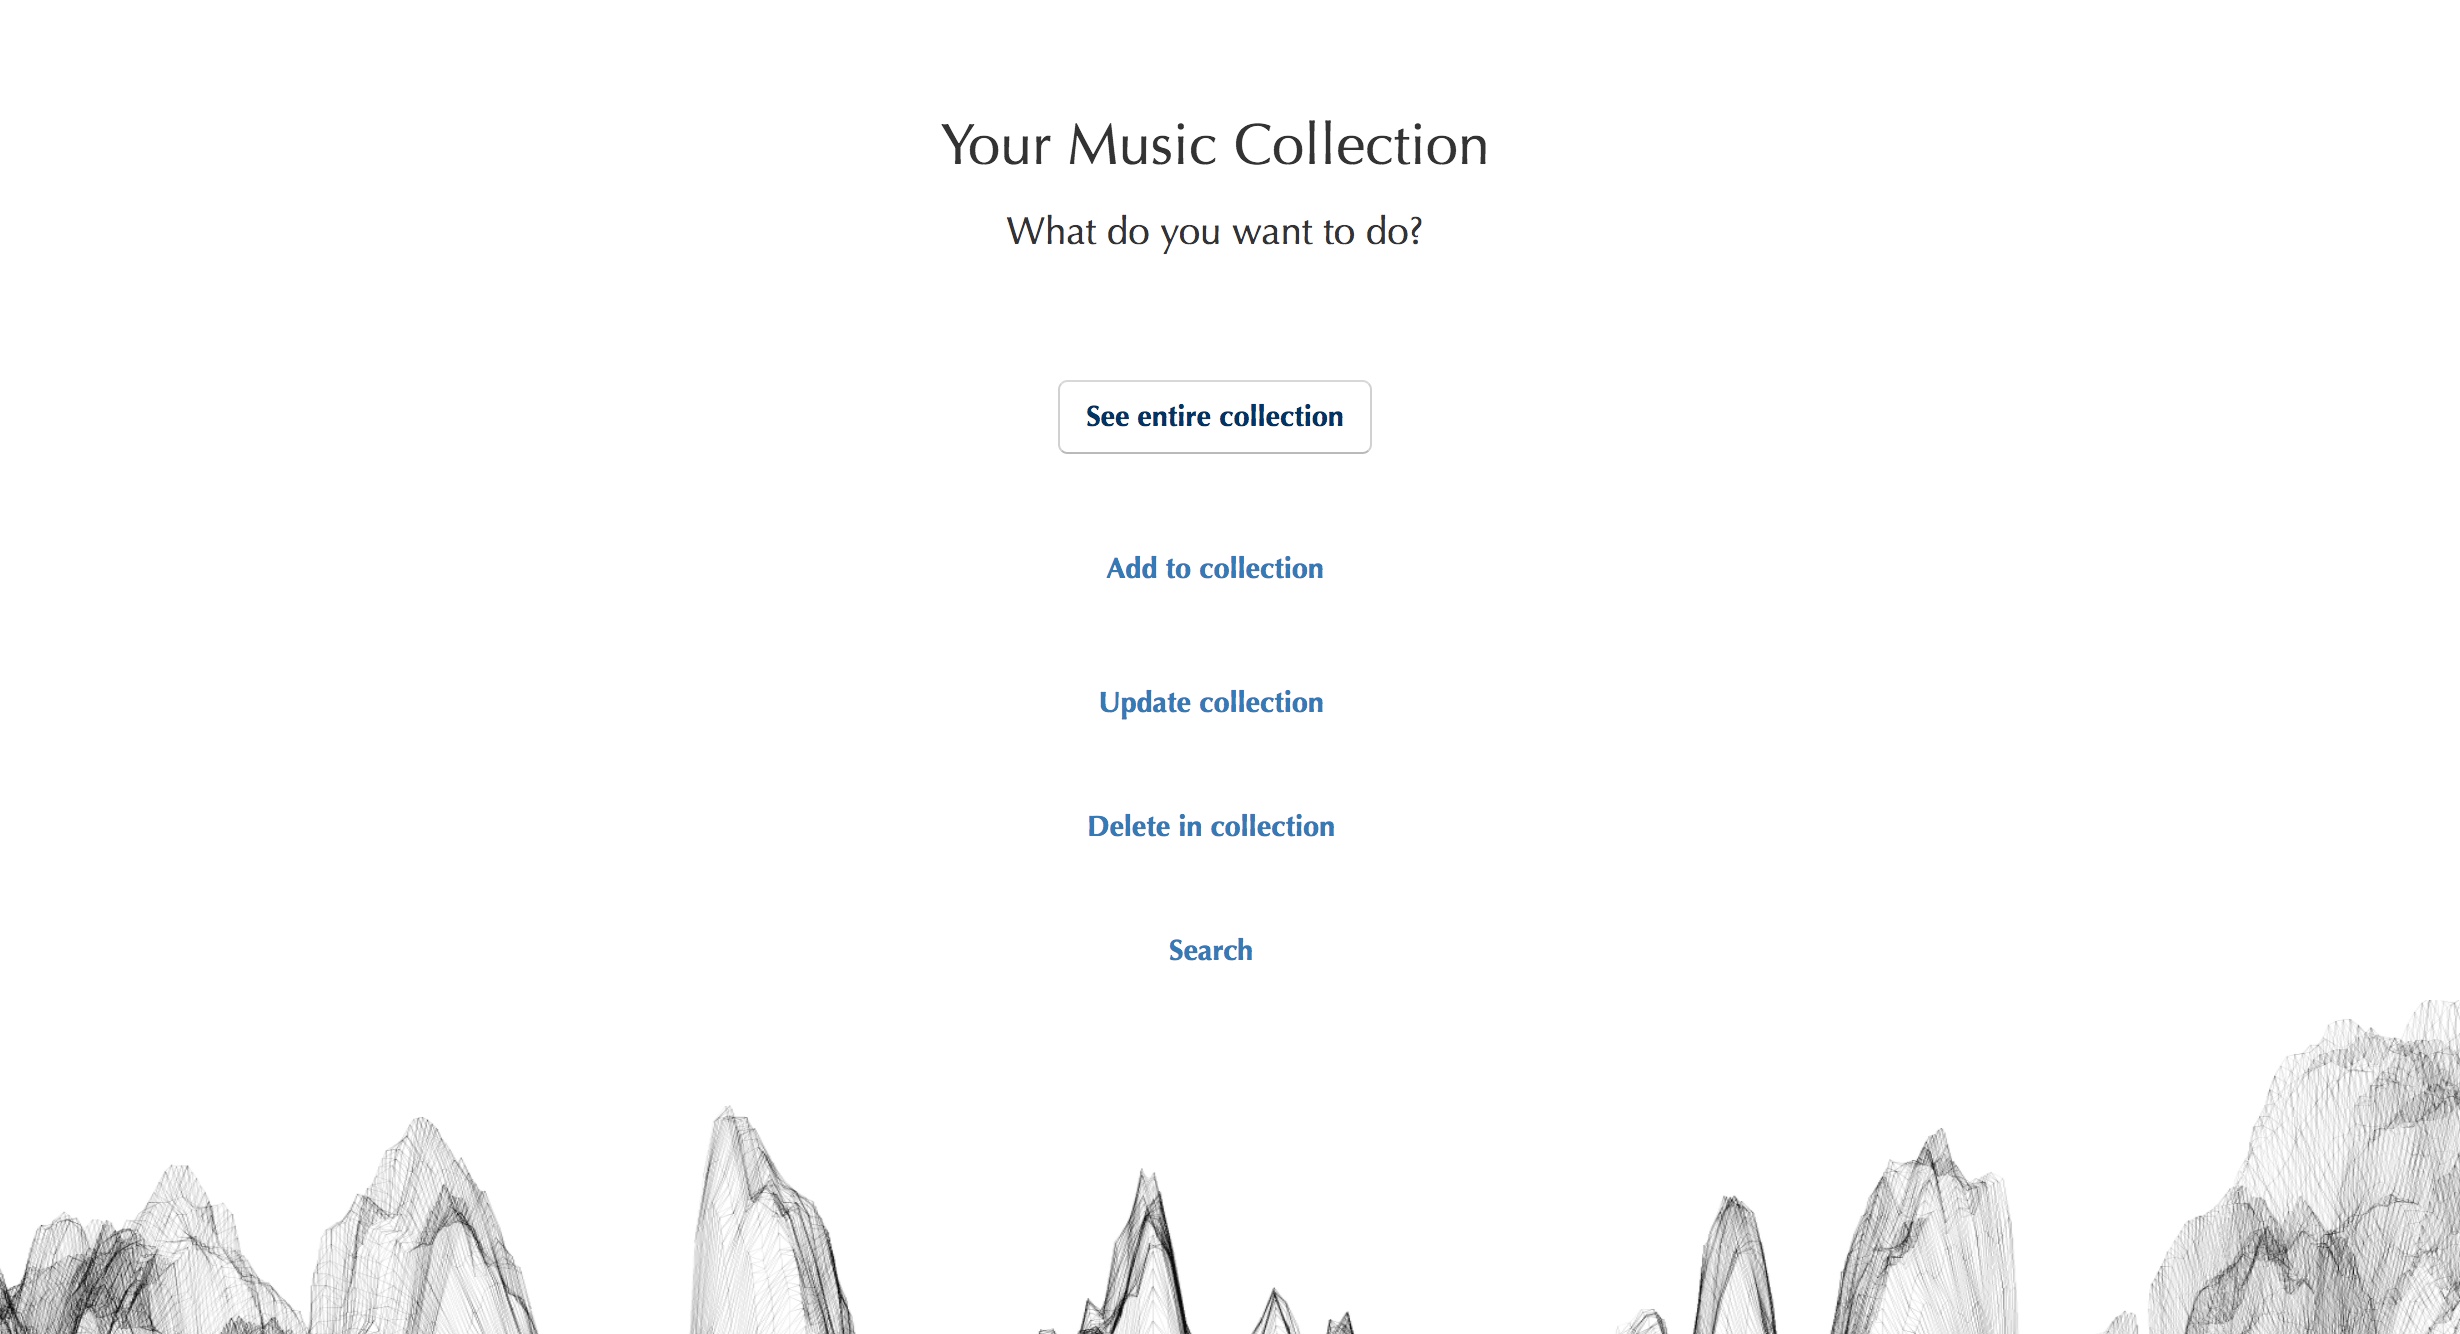 Your Music Collection
What do you want to do?
See entire collection
Add to collection
Update collection
Delete in collection
Search